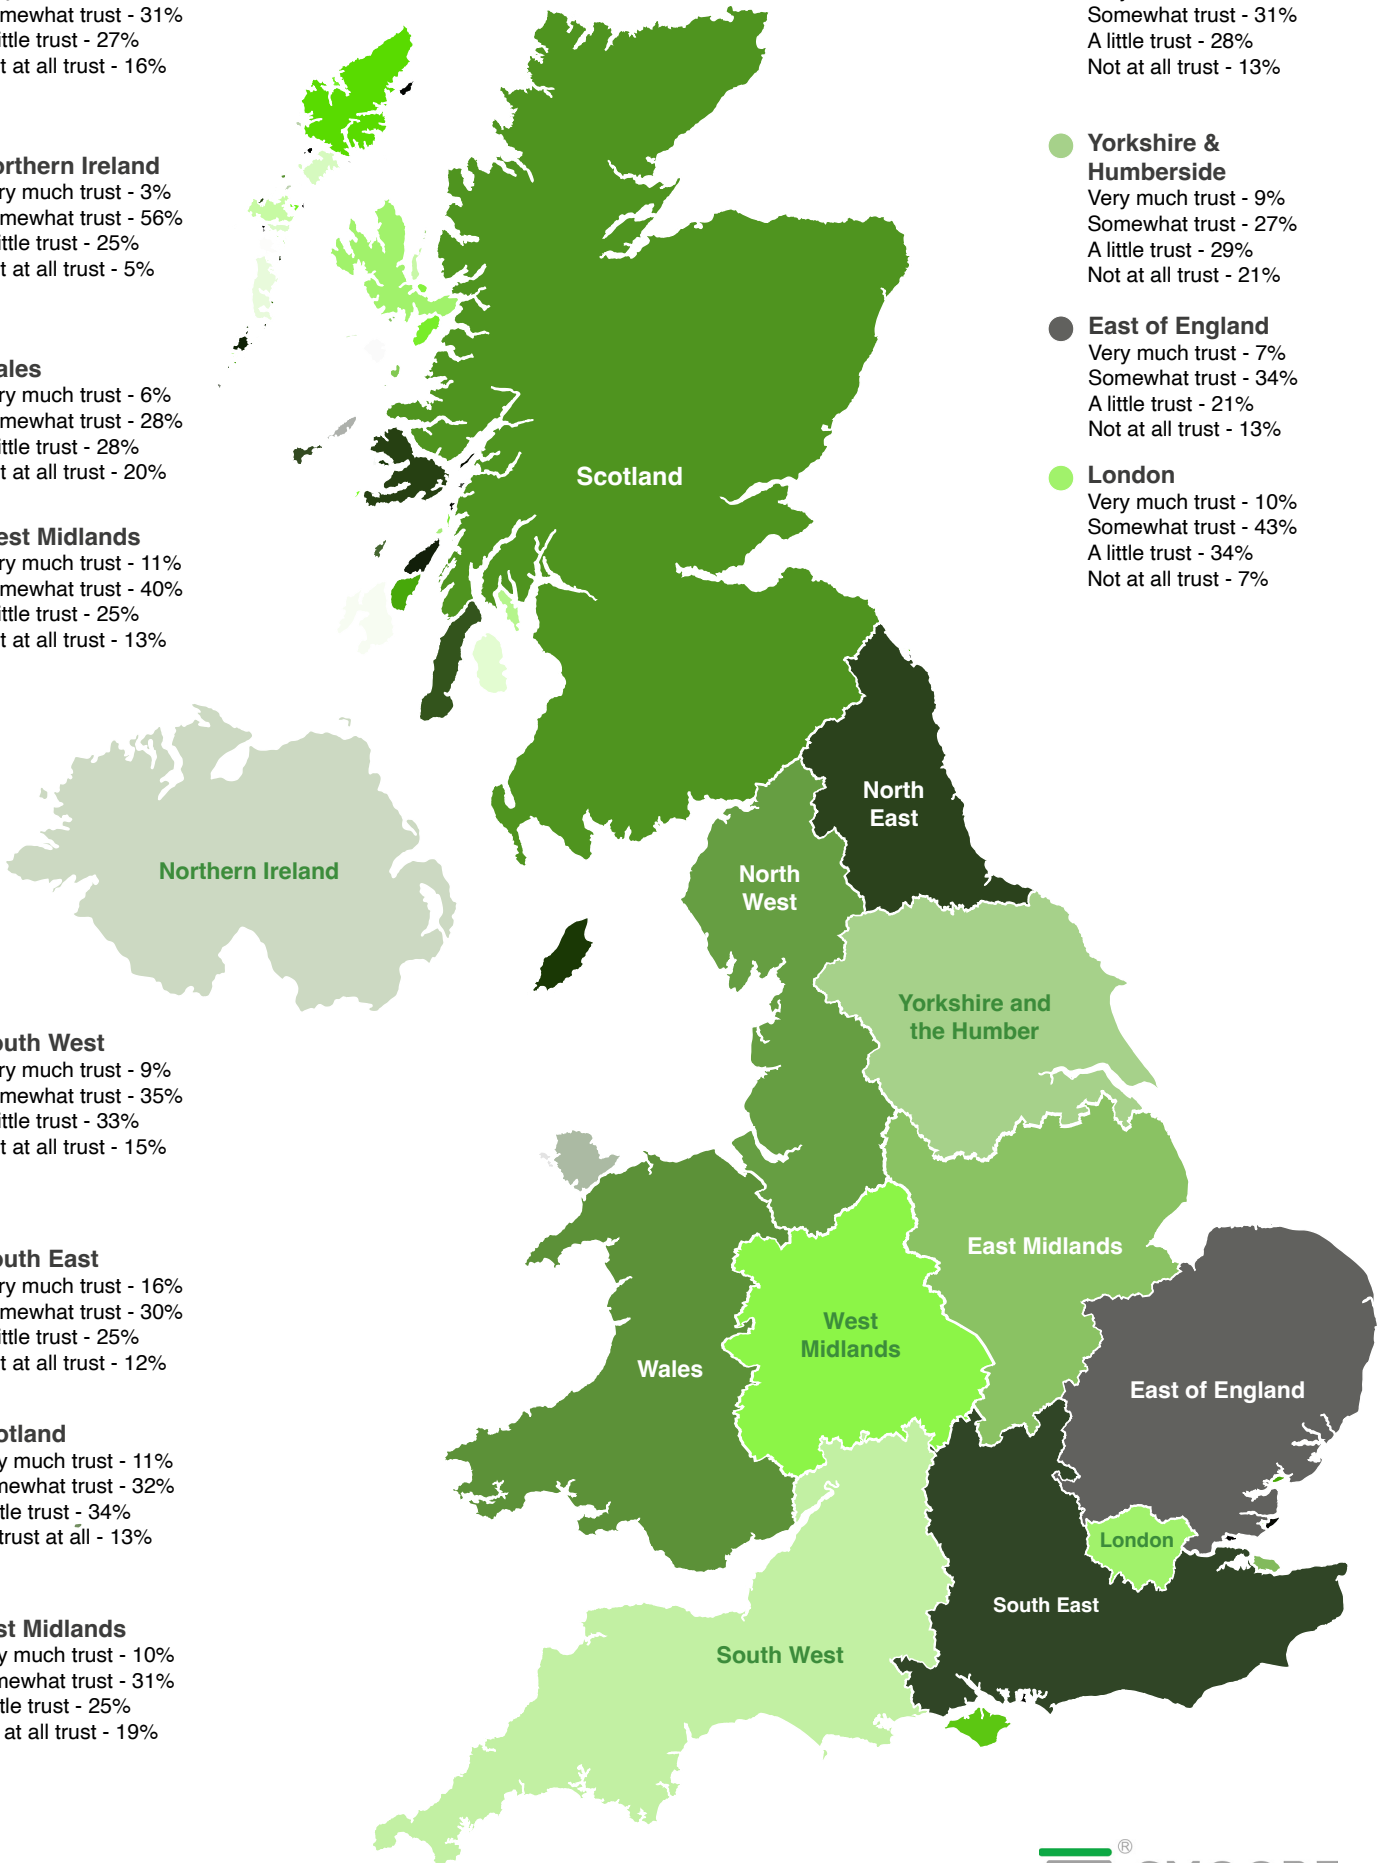 mewhat trust - 31%
ittle trust - 27%
t at all trust - 16%
orthern Ireland
ry much trust - 3%
mewhat trust - 56%
ittle trust - 25%
t at all trust - 5%
ales
ry much trust - 6%
mewhat trust - 28%
ittle trust - 28%
t at all trust - 20%
est Midlands
ry much trust - 11%
mewhat trust - 40%
ittle trust - 25%
t at all trust - 13%
outh West
ry much trust - 9%
mewhat trust - 35%
ittle trust - 33%
t at all trust - 15%
outh East
ry much trust - 16%
mewhat trust - 30%
ittle trust - 25%
t at all trust - 12%
otland
y much trust - 11%
newhat trust - 32%
tle trust - 34%
trust at all - 13%
st Midlands
y much trust - 10%
newhat trust - 31%
tle trust - 25%
at all trust - 19%
Scotland
North
East
North
West
Northern Ireland
Yorkshire and
the Humber
East Midlands
West
Midlands
Wales
East of England
London
South East
South West
Somewhat trust - 31%
A little trust - 28%
Not at all trust - 13%
Yorkshire &
Humberside
Very much trust - 9%
Somewhat trust - 27%
A little trust - 29%
Not at all trust - 21%
East of England
Very much trust - 7%
Somewhat trust - 34%
A little trust - 21%
Not at all trust - 13%
London
Very much trust - 10%
Somewhat trust - 43%
A little trust - 34%
Not at all trust - 7%
®